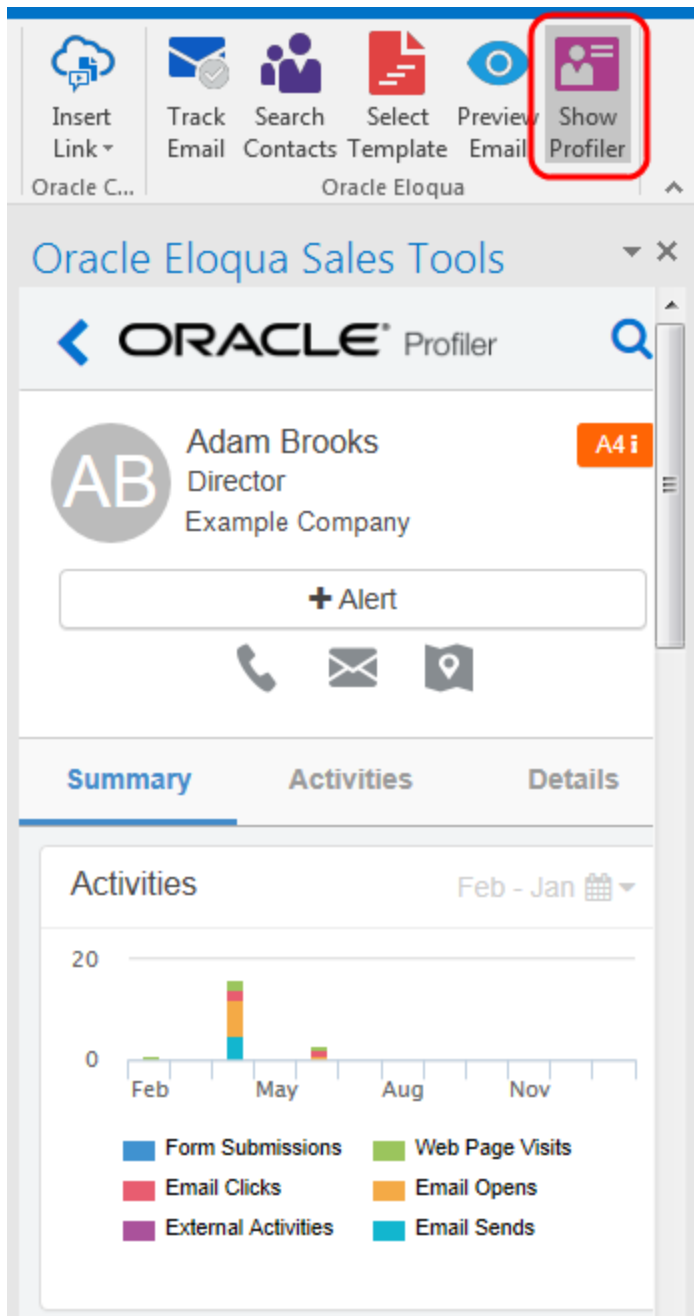 Insert
Link
Track
Email
Search
Contacts
Select
Template
Preview
Email
Show
Profiler
Oracle C...
Oracle Eloqua
Oracle Eloqua Sales Tools
ORACLE® Profiler
AB
Adam Brooks
A4 i
Director
Example Company
+ Alert
Summary Activities Details
Activities
Feb - Jan
20
0
Feb May Aug Nov
Form Submissions Web Page Visits
Email Clicks Email Opens
External Activities Email Sends